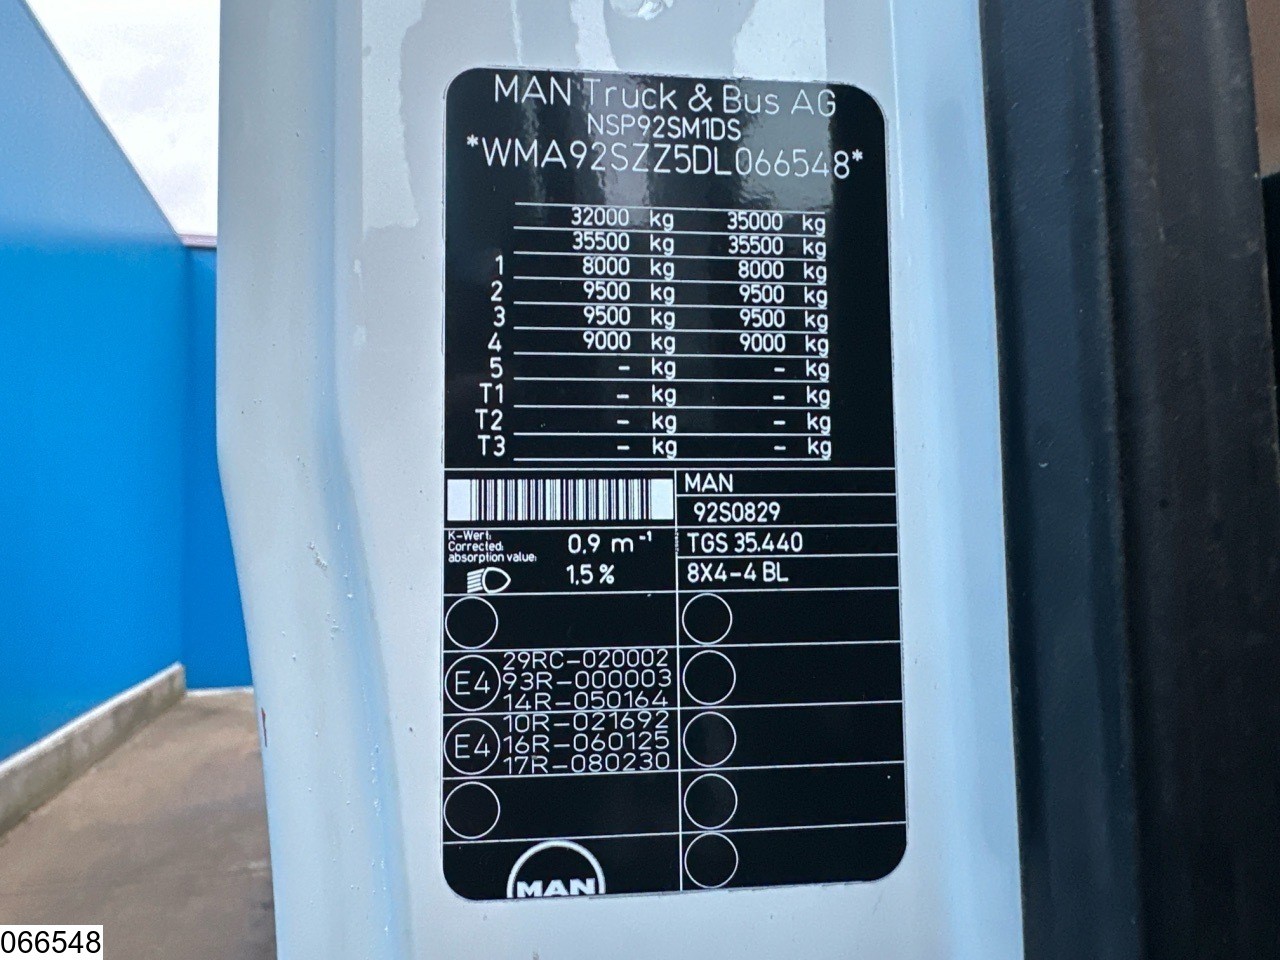 MAN Truck & Bus AG
NSP92SM1DS
*WMA92SZZ5DL066548*
32000 kg 35000 kg
35500 kg 35500 kg
1 8000 kg 8000 kg
2 9500 kg 9500 kg
3 9500 kg 9500 kg
4 9000 kg 9000 kg
5 - kg - kg
T1 - kg - kg
T2 - kg - kg
T3 - kg - kg
MAN
92S0829
K-Wert:
Corrected
absorption value: 0.9 m⁻¹
TGS 35.440
1,5 %
8X4-4 BL
E4
29RC-020002
93R-000003
14R-050164
E4
10R-021692
16R-060125
17R-080230
MAN
066548